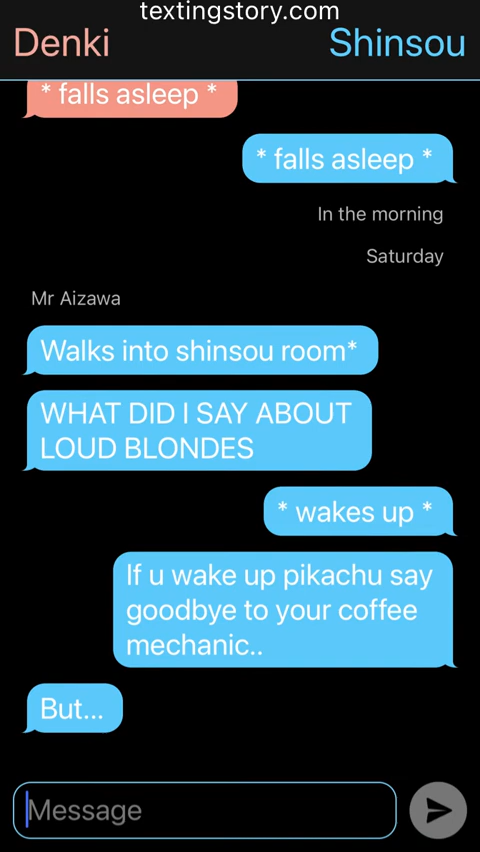 textingstory.com
Denki
Shinsou
* falls asleep *
* falls asleep *
In the morning
Saturday
Mr Aizawa
Walks into shinsou room*
WHAT DID I SAY ABOUT
LOUD BLONDES
* wakes up *
If u wake up pikachu say
goodbye to your coffee
mechanic..
But...
Message